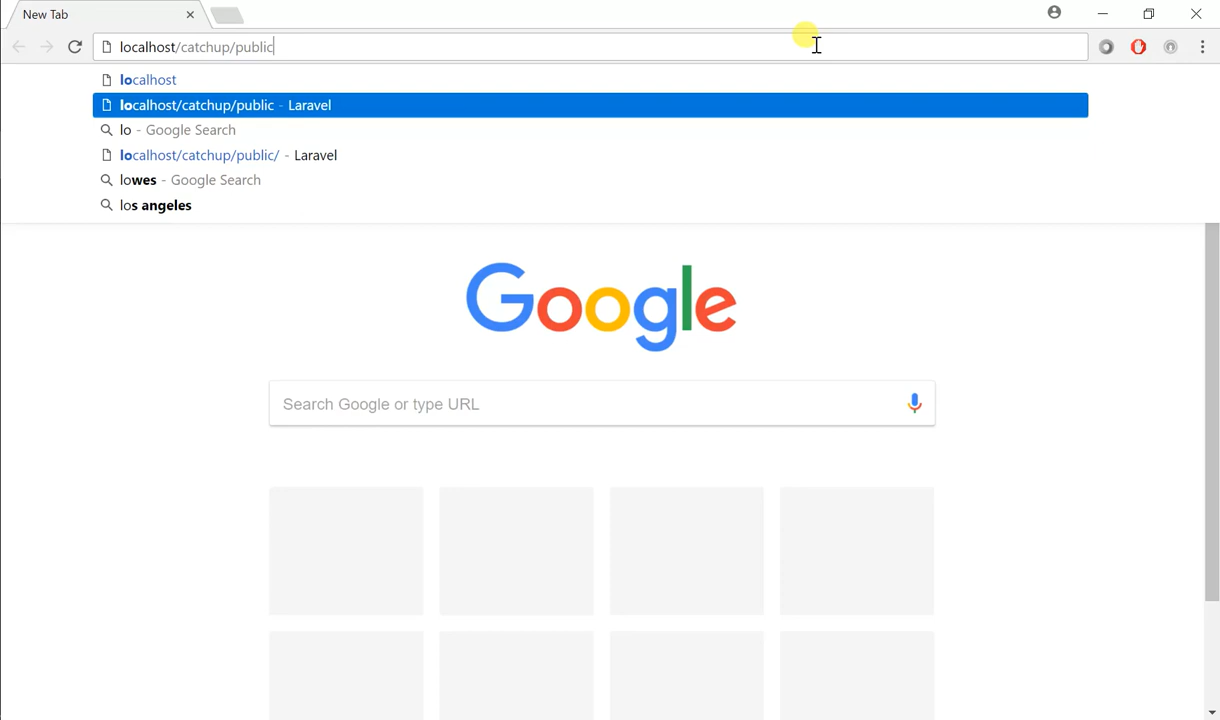 New Tab
localhost/catchup/public
localhost
localhost/catchup/public - Laravel
lo - Google Search
localhost/catchup/public/ - Laravel
lowes - Google Search
los angeles
Google
Search Google or type URL